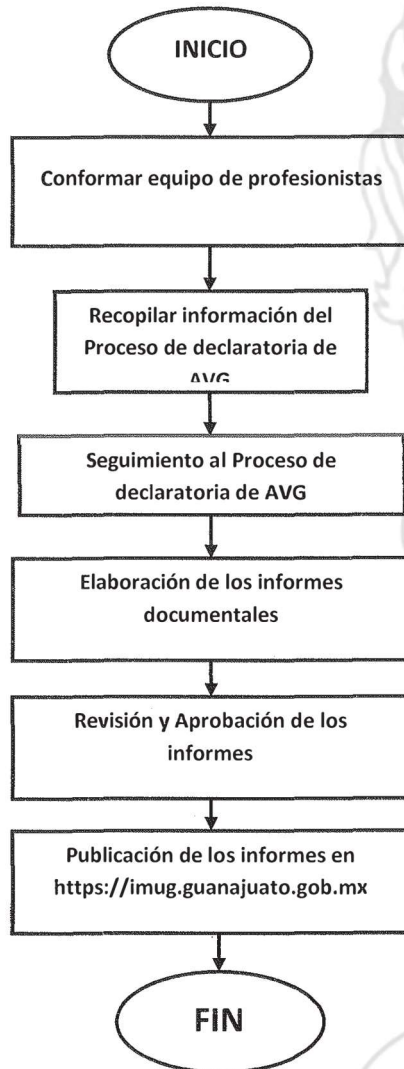 INICIO
Conformar equipo de profesionistas
Recopilar información del
Proceso de declaratoria de
AVG
Seguimiento al Proceso de
declaratoria de AVG
Elaboración de los informes
documentales
Revisión y Aprobación de los
informes
Publicación de los informes en
https://imug.guanajuato.gob.mx
FIN